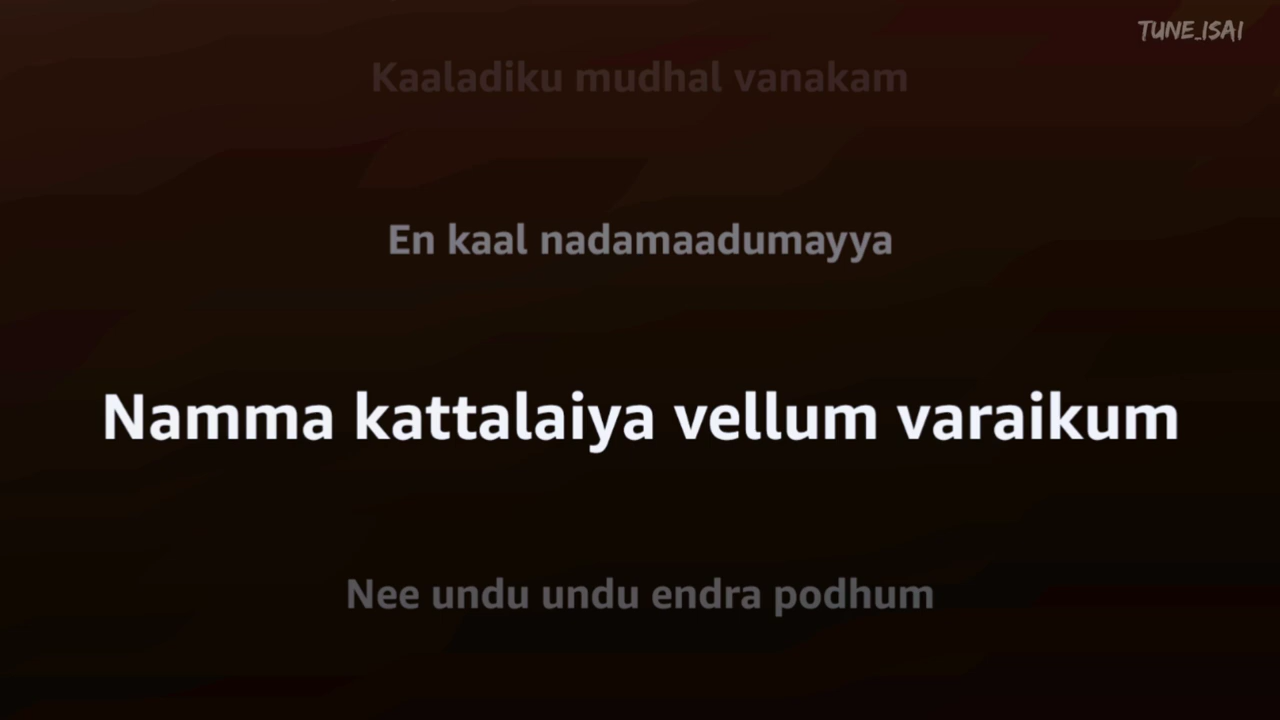 TUNE_ISAI
Kaaladiku mudhal vanakam
En kaal nadamaadumayya
Namma kattalaiya vellum varaikum
Nee undu undu endra podhum